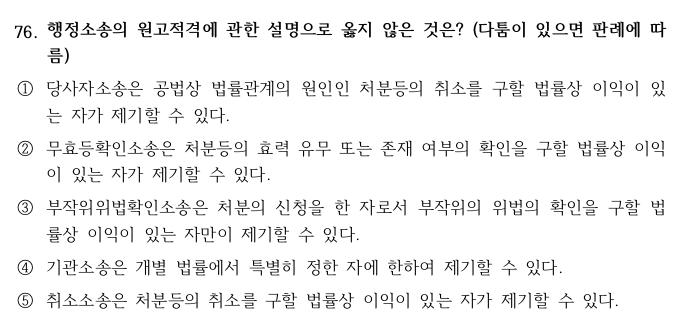 76. 행정소송의 원고적격에 관한 설명으로 옳지 않은 것은? (다툼이 있으면 판례에 따
름)
① 당사자소송은 공법상 법률관계의 원인인 처분등의 취소를 구할 법률상 이익이 있
는 자가 제기할 수 있다.
② 무효등확인소송은 처분등의 효력 유무 또는 존재 여부의 확인을 구할 법률상 이익
이 있는 자가 제기할 수 있다.
③ 부작위위법확인소송은 처분의 신청을 한 자로서 부작위의 위법의 확인을 구할 법
률상 이익이 있는 자만이 제기할 수 있다.
④ 기관소송은 개별 법률에서 특별히 정한 자에 한하여 제기할 수 있다.
⑤ 취소소송은 처분등의 취소를 구할 법률상 이익이 있는 자가 제기할 수 있다.